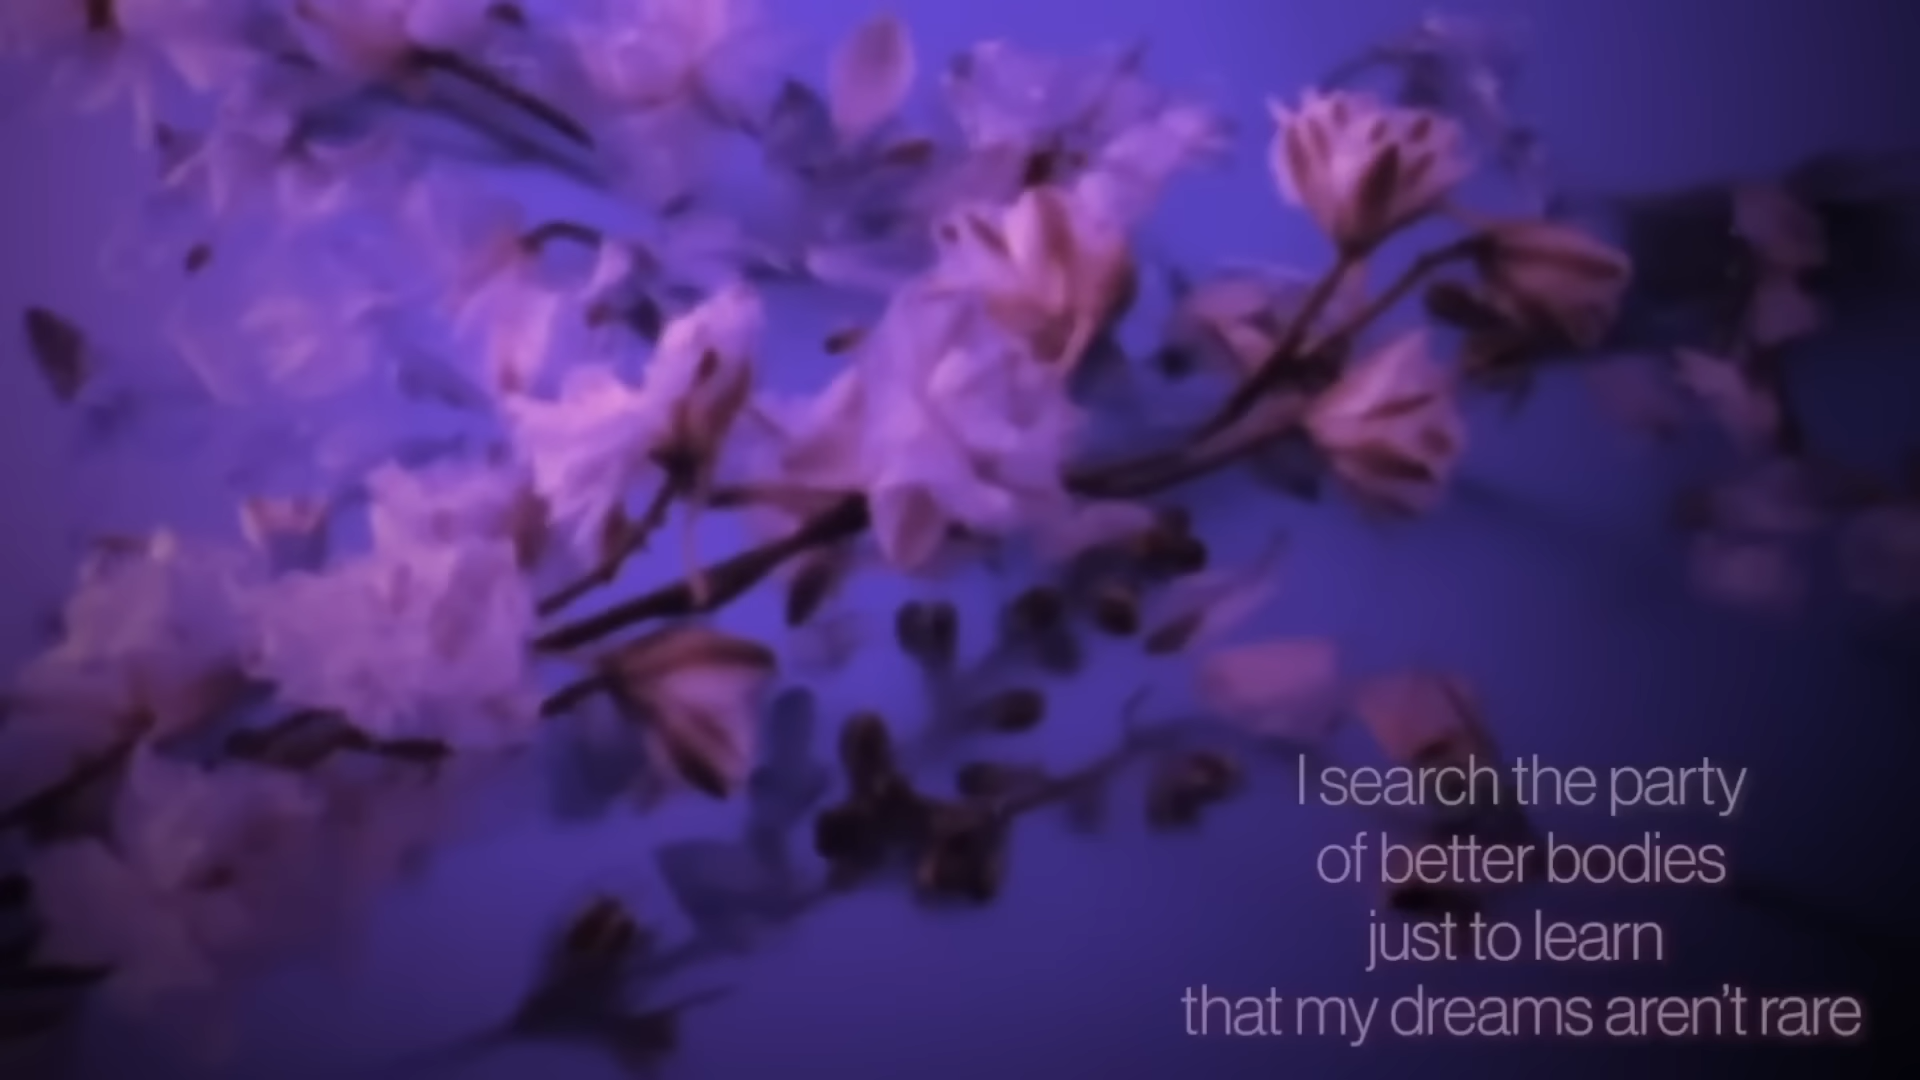 I search the party
of better bodies
just to learn
that my dreams aren't rare